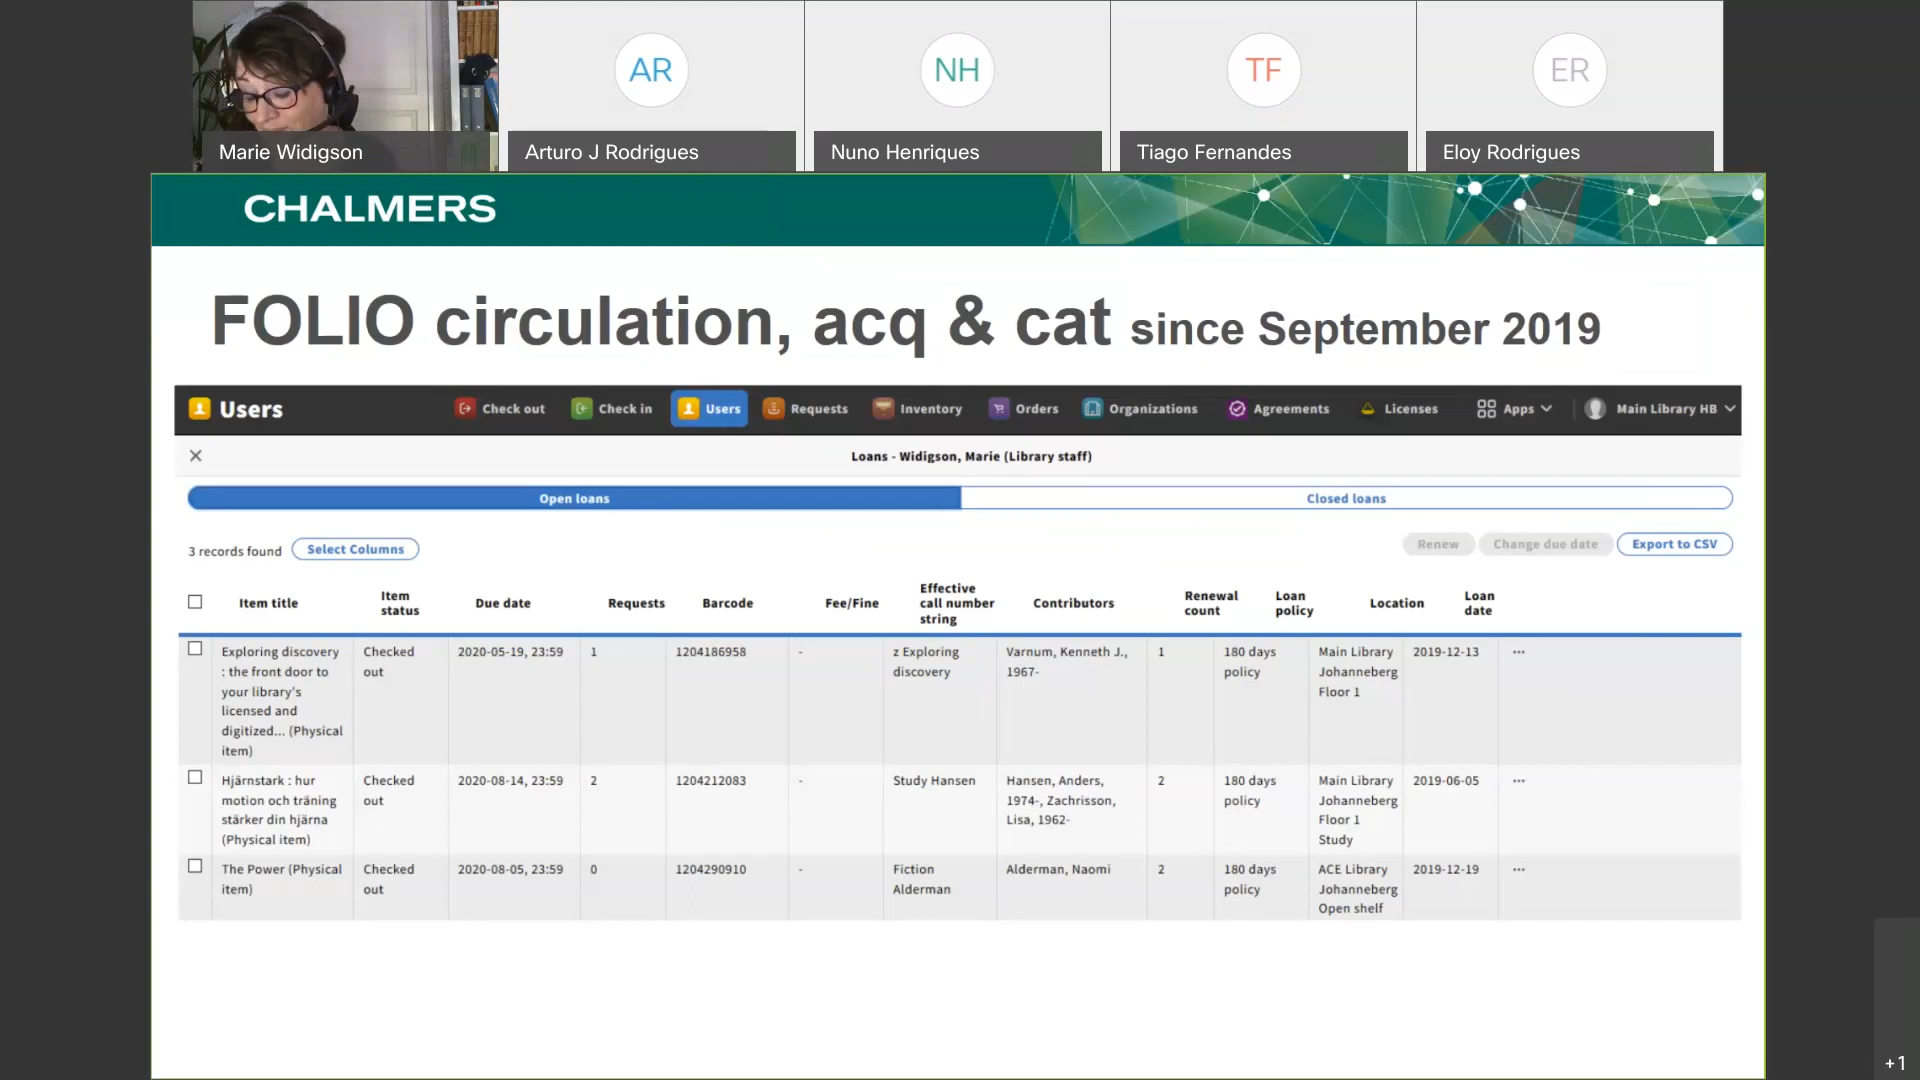 AR
NH
TF
ER
Marie Widigson
Arturo J Rodrigues
Nuno Henriques
Tiago Fernandes
Eloy Rodrigues
CHALMERS
FOLIO circulation, acq & cat since September 2019
Users
Check out
Check in
Users
Requests
Inventory
Orders
Organizations
Agreements
Licenses
Apps
Main Library HB
Loans - Widigson, Marie (Library staff)
Open loans
Closed loans
3 records found
Select Columns
Renew
Change due date
Export to CSV
Item title
Item
status
Due date
Requests
Barcode
Fee/Fine
Effective
call number
string
Contributors
Renewal
count
Loan
policy
Location
Loan
date
Exploring discovery
: the front door to
your library's
licensed and
digitized... (Physical
item)
Checked
out
2020-05-19, 23:59
1
1204186958
-
z Exploring
discovery
Varnum, Kenneth J.,
1967-
1
180 days
policy
Main Library
Johanneberg
Floor 1
2019-12-13
...
Hjärnstark : hur
motion och träning
stärker din hjärna
(Physical item)
Checked
out
2020-08-14, 23:59
2
1204212083
-
Study Hansen
Hansen, Anders,
1974-, Zachrisson,
Lisa, 1962-
2
180 days
policy
Main Library
Johanneberg
Floor 1
Study
2019-06-05
...
The Power (Physical
item)
Checked
out
2020-08-05, 23:59
0
1204290910
-
Fiction
Alderman
Alderman, Naomi
2
180 days
policy
ACE Library
Johanneberg
Open shelf
2019-12-19
...
+1